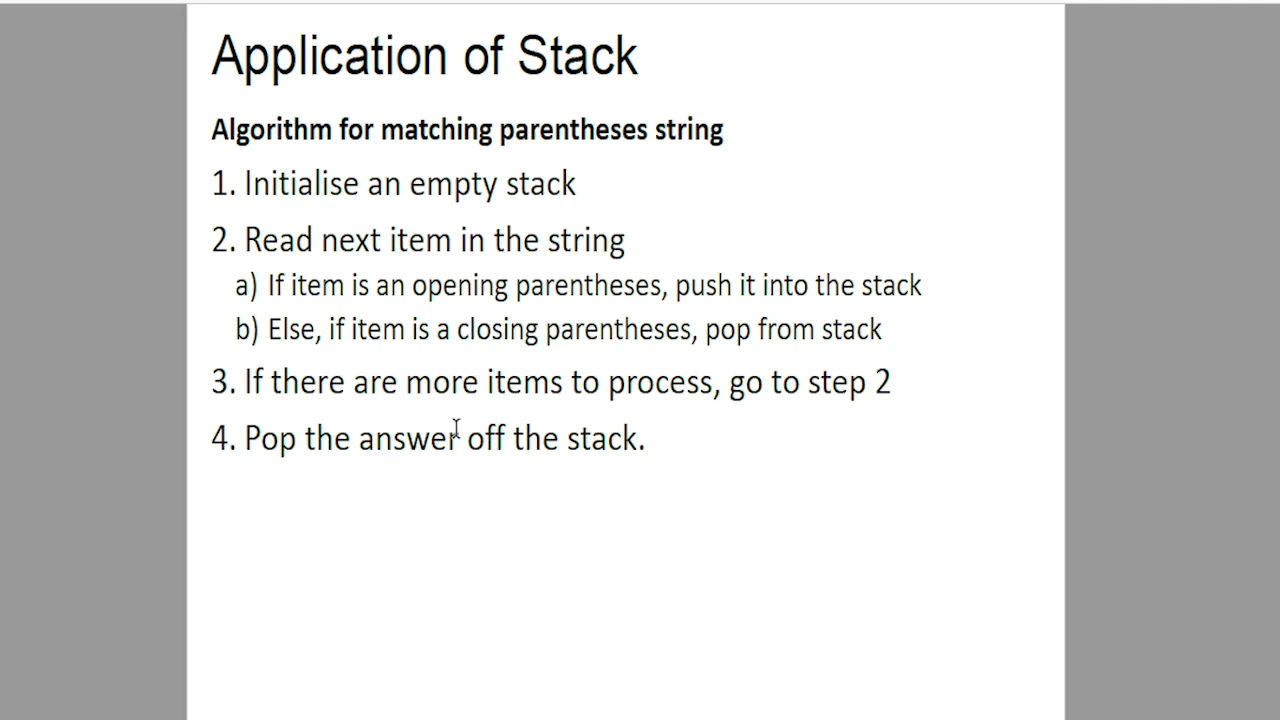 Application of Stack
Algorithm for matching parentheses string
1. Initialise an empty stack
2. Read next item in the string
a) If item is an opening parentheses, push it into the stack
b) Else, if item is a closing parentheses, pop from stack
3. If there are more items to process, go to step 2
4. Pop the answer off the stack.